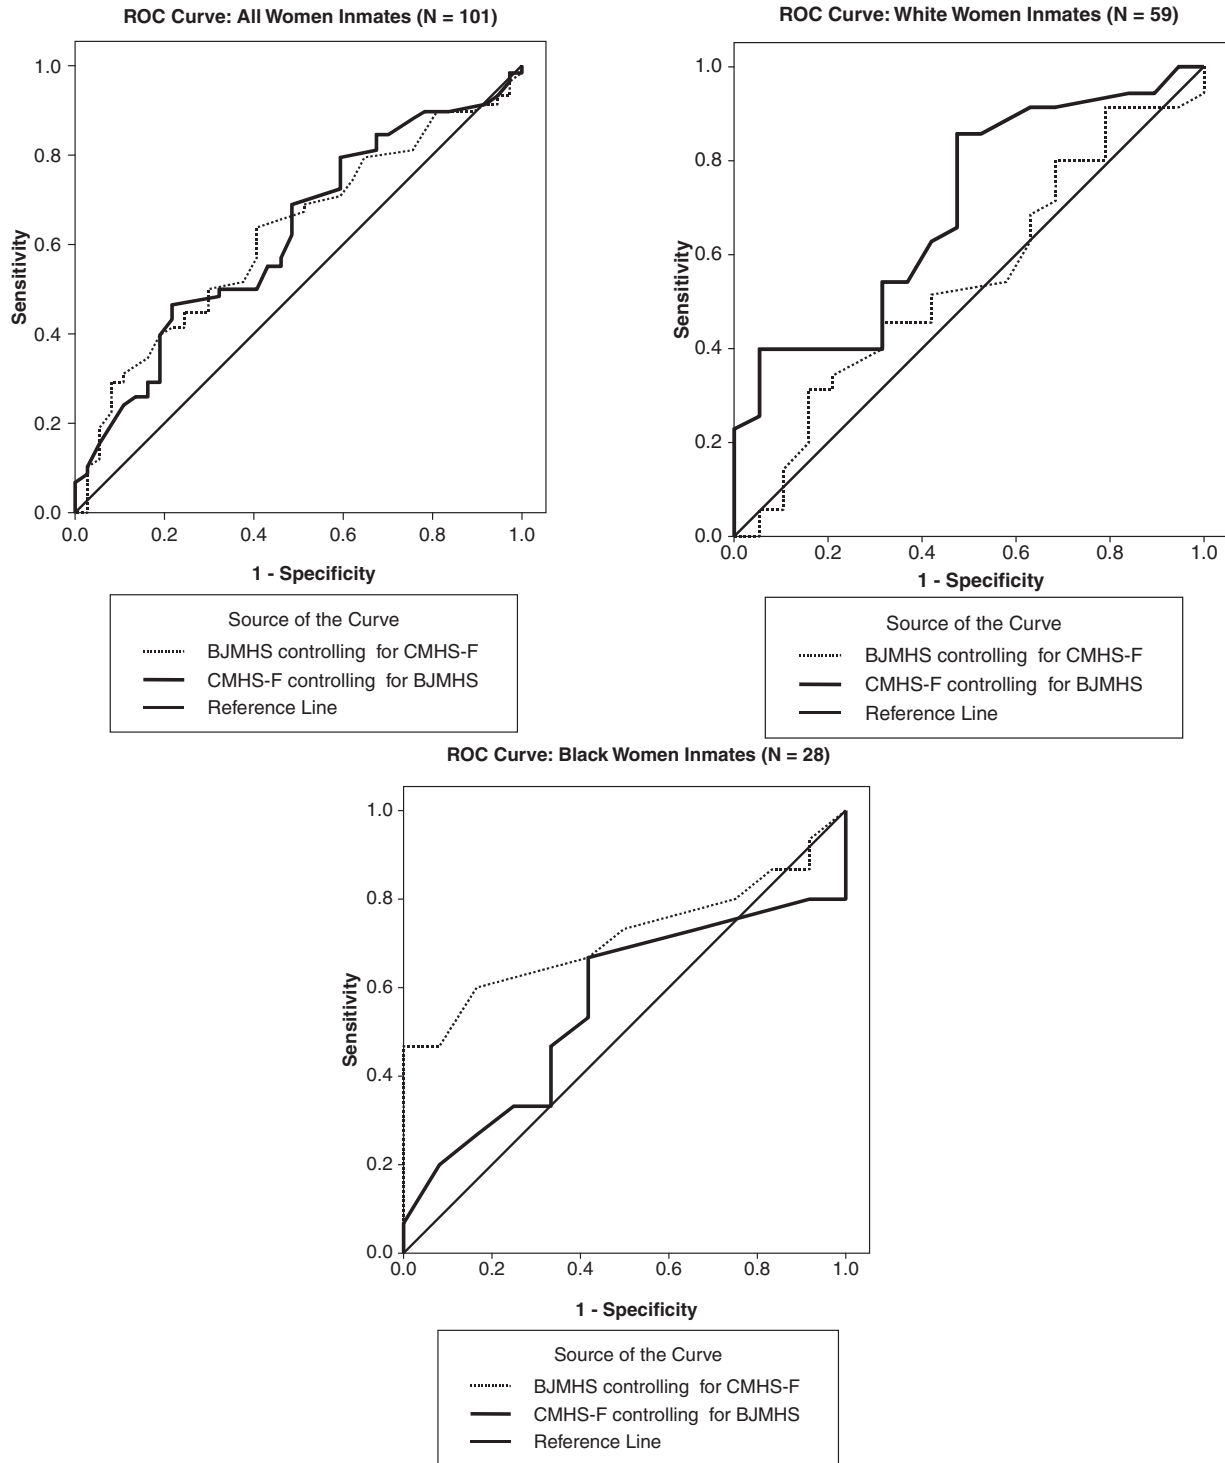 ROC Curve: All Women Inmates (N = 101)
1.0
0.8
0.6
0.4
0.2
0.0
Sensitivity
0.0 0.2 0.4 0.6 0.8 1.0
1 - Specificity
Source of the Curve
BJMHS controlling for CMHS-F
CMHS-F controlling for BJMHS
Reference Line
ROC Curve: White Women Inmates (N = 59)
1.0
0.8
0.6
0.4
0.2
0.0
Sensitivity
0.0 0.2 0.4 0.6 0.8 1.0
1 - Specificity
Source of the Curve
BJMHS controlling for CMHS-F
CMHS-F controlling for BJMHS
Reference Line
ROC Curve: Black Women Inmates (N = 28)
1.0
0.8
0.6
0.4
0.2
0.0
Sensitivity
0.0 0.2 0.4 0.6 0.8 1.0
1 - Specificity
Source of the Curve
BJMHS controlling for CMHS-F
CMHS-F controlling for BJMHS
Reference Line